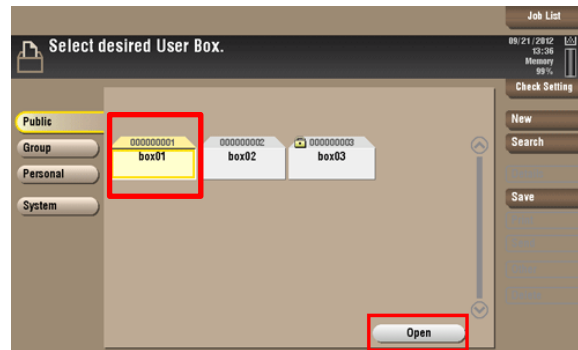 Job List
Select desired User Box.
09/21/2012
13:36
Memory
99%
Check Setting
Public
Group
Personal
System
000000001
box01
000000002
box02
000000003
box03
New
Search
Save
Open